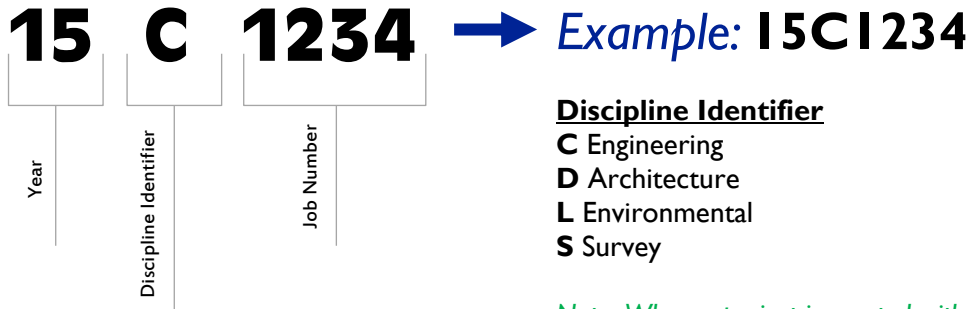 15 C 1234 Example: 15C1234
Year
Discipline Identifier
Job Number
Discipline Identifier
C Engineering
D Architecture
L Environmental
S Survey